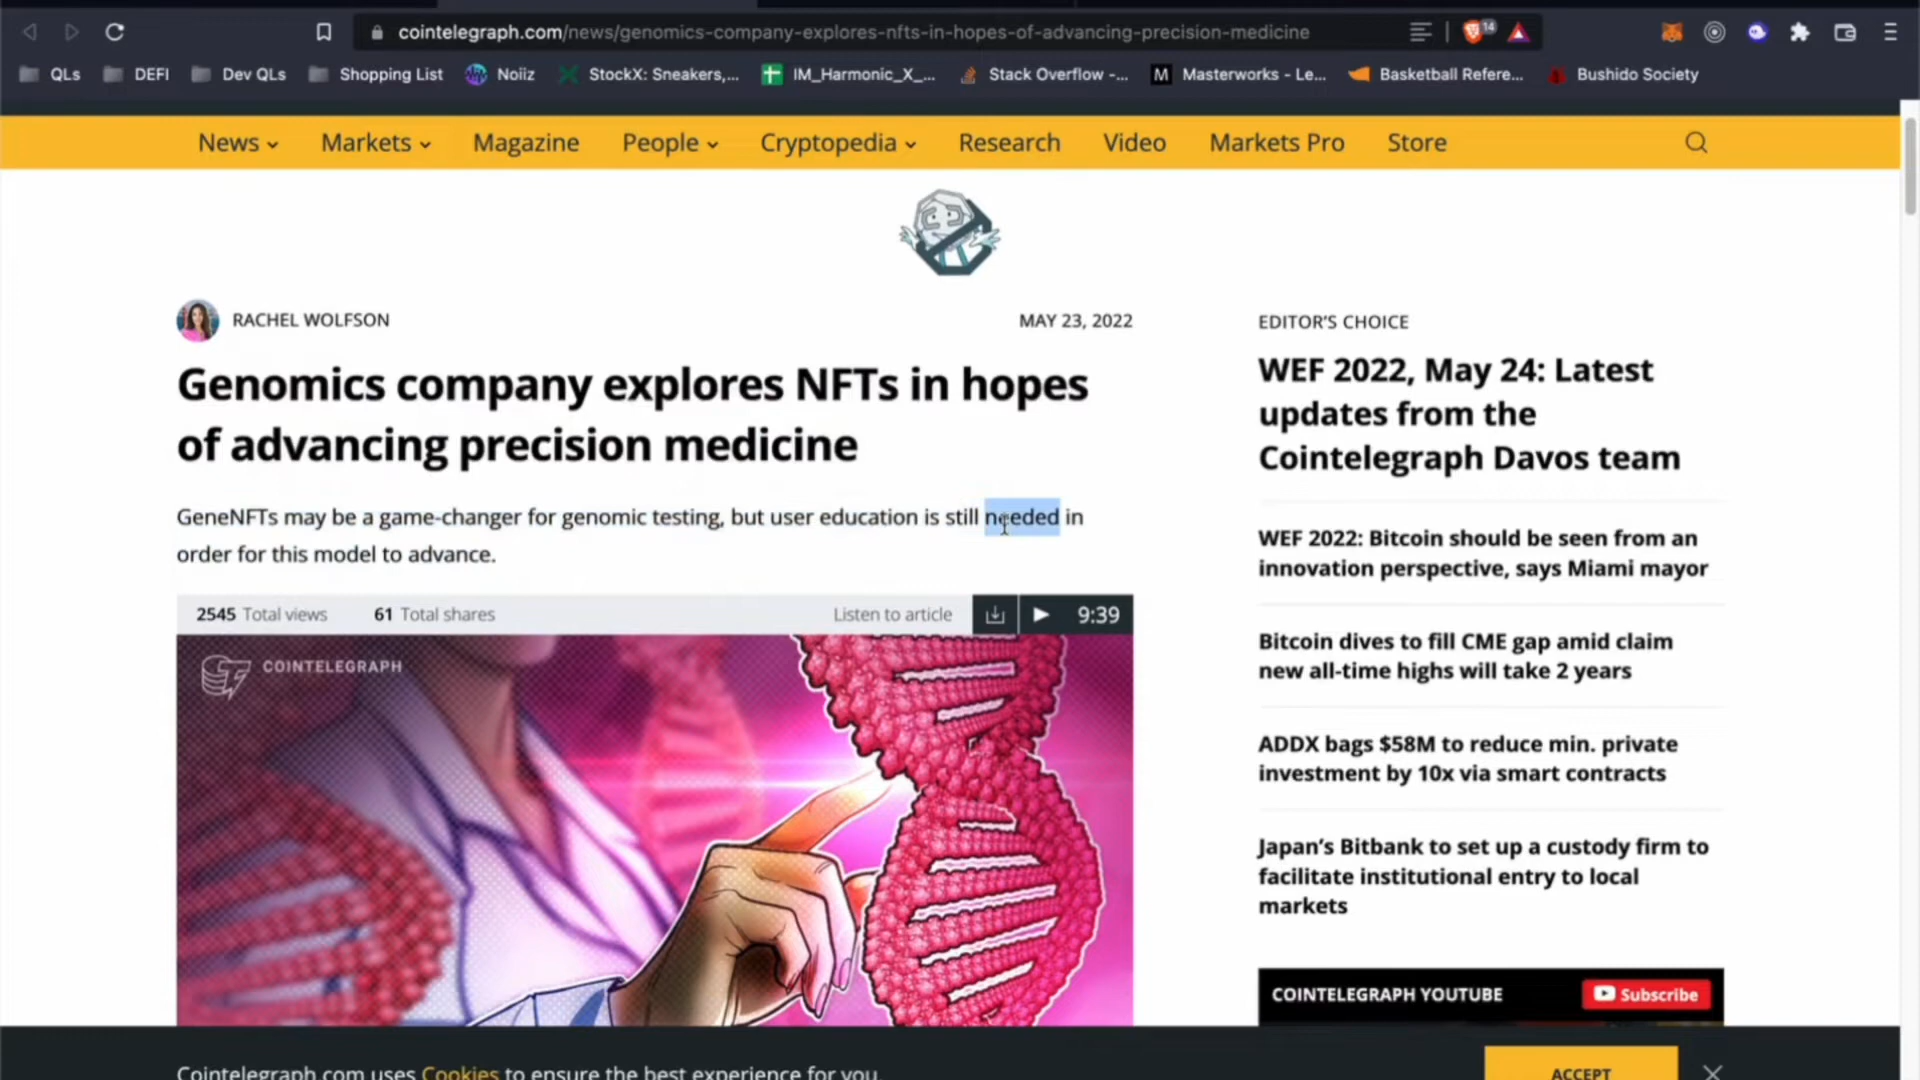 cointelegraph.com/news/genomics-company-explores-nfts-in-hopes-of-advancing-precision-medicine
14
QLs
DEFI
Dev QLs
Shopping List
Noiiz
StockX: Sneakers,...
IM_Harmonic_X_...
Stack Overflow -...
M
Masterworks - Le...
Basketball Refere...
Bushido Society
News
Markets
Magazine
People
Cryptopedia
Research
Video
Markets Pro
Store
RACHEL WOLFSON
MAY 23, 2022
Genomics company explores NFTs in hopes
of advancing precision medicine
GeneNFTs may be a game-changer for genomic testing, but user education is still needed in
order for this model to advance.
2545 Total views
61 Total shares
Listen to article
9:39
COINTELEGRAPH
EDITOR'S CHOICE
WEF 2022, May 24: Latest
updates from the
Cointelegraph Davos team
WEF 2022: Bitcoin should be seen from an
innovation perspective, says Miami mayor
Bitcoin dives to fill CME gap amid claim
new all-time highs will take 2 years
ADDX bags $58M to reduce min. private
investment by 10x via smart contracts
Japan's Bitbank to set up a custody firm to
facilitate institutional entry to local
markets
COINTELEGRAPH YOUTUBE
Subscribe
Cointelegraph.com uses Cookies to ensure the best experience for you.
ACCEPT